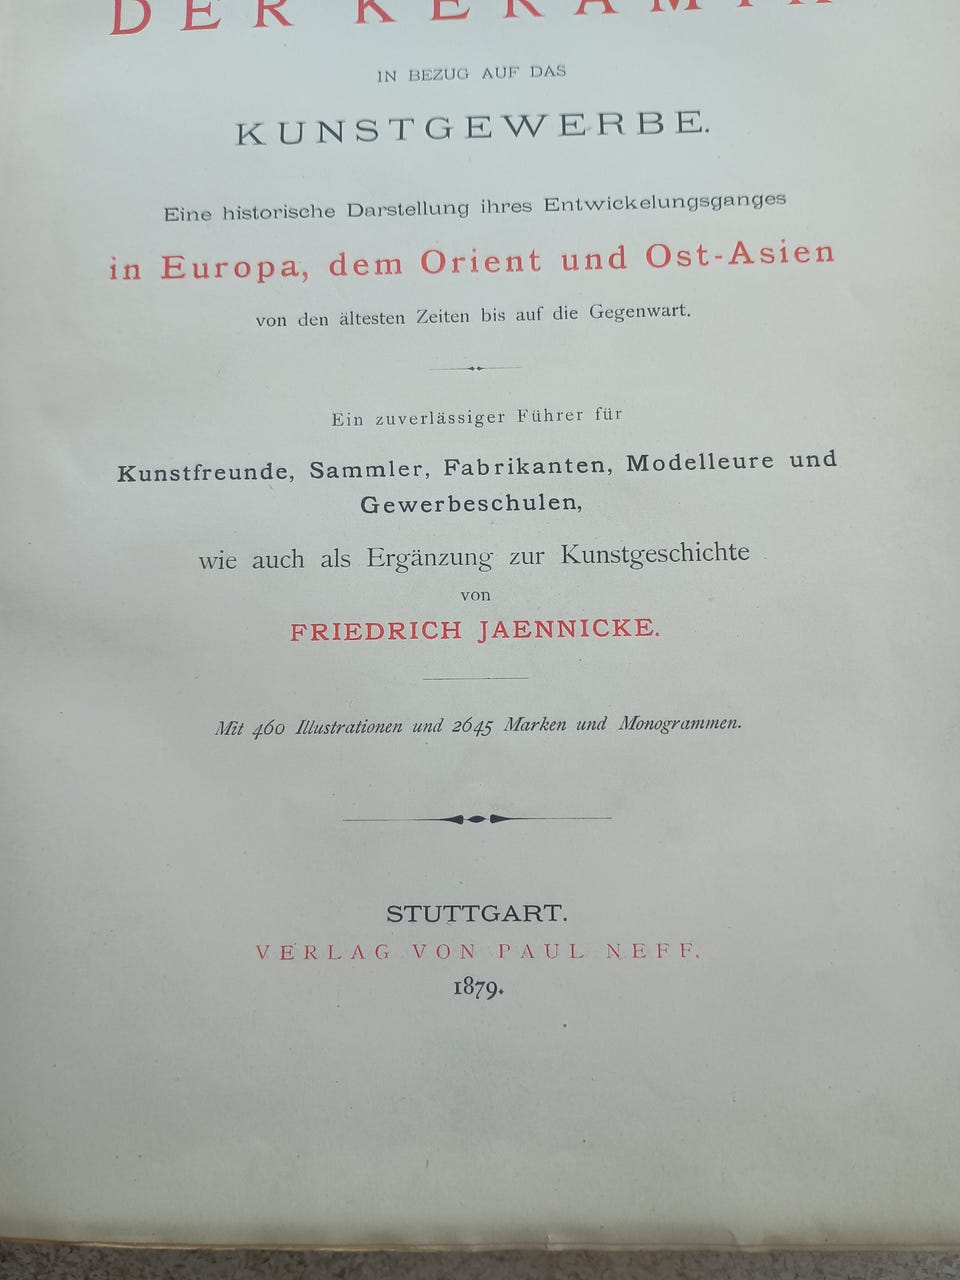 DER KERAMIK
IN BEZUG AUF DAS
KUNSTGEWERBE.
Eine historische Darstellung ihres Entwickelungsganges
in Europa, dem Orient und Ost-Asien
von den ältesten Zeiten bis auf die Gegenwart.
Ein zuverlässiger Führer für
Kunstfreunde, Sammler, Fabrikanten, Modelleure und
Gewerbeschulen,
wie auch als Ergänzung zur Kunstgeschichte
von
FRIEDRICH JAENNICKE.
Mit 460 Illustrationen und 2645 Marken und Monogrammen.
STUTTGART.
VERLAG VON PAUL NEFF.
1879.